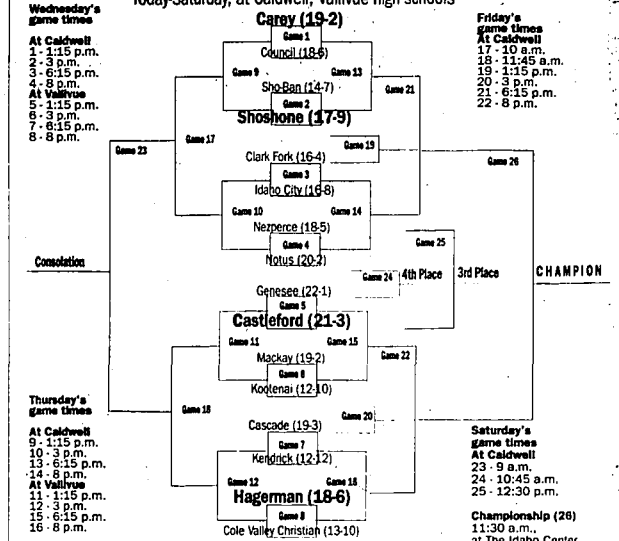 Today-Saturday, at Caldwell, Vallivue high schools
Wednesday's
game times
At Caldwell
1 - 1:15 p.m.
2 - 3 p.m.
3 - 6:15 p.m.
4 - 8 p.m.
At Vallivue
5 - 1:15 p.m.
6 - 3 p.m.
7 - 6:15 p.m.
8 - 8 p.m.
Friday's
game times
At Caldwell
17 - 10 a.m.
18 - 11:45 a.m.
19 - 1:15 p.m.
20 - 3 p.m.
21 - 6:15 p.m.
22 - 8 p.m.
Carey (19-2)
Game 1
Council (18-6)
Game 9
Game 13
Sho-Ban (14-7)
Game 2
Shoshone (17-9)
Game 21
Game 17
Game 19
Game 23
Game 26
Clark Fork (16-4)
Game 3
Idaho City (16-8)
Game 10
Game 14
Nezperce (18-5)
Game 4
Notus (20-2)
Game 25
Consolation
Game 24
4th Place
3rd Place
CHAMPION
Genesee (22-1)
Game 5
Castleford (21-3)
Game 11
Game 15
Mackay (19-2)
Game 6
Kootenai (12-10)
Game 22
Game 18
Game 20
Cascade (19-3)
Game 7
Kendrick (12-12)
Game 12
Game 16
Hagerman (18-6)
Game 8
Cole Valley Christian (13-10)
Thursday's
game times
At Caldwell
9 - 1:15 p.m.
10 - 3 p.m.
13 - 6:15 p.m.
14 - 8 p.m.
At Vallivue
11 - 1:15 p.m.
12 - 3 p.m.
15 - 6:15 p.m.
16 - 8 p.m.
Saturday's
game times
At Caldwell
23 - 9 a.m.
24 - 10:45 a.m.
25 - 12:30 p.m.
Championship (26)
11:30 a.m.,
at The Idaho Center